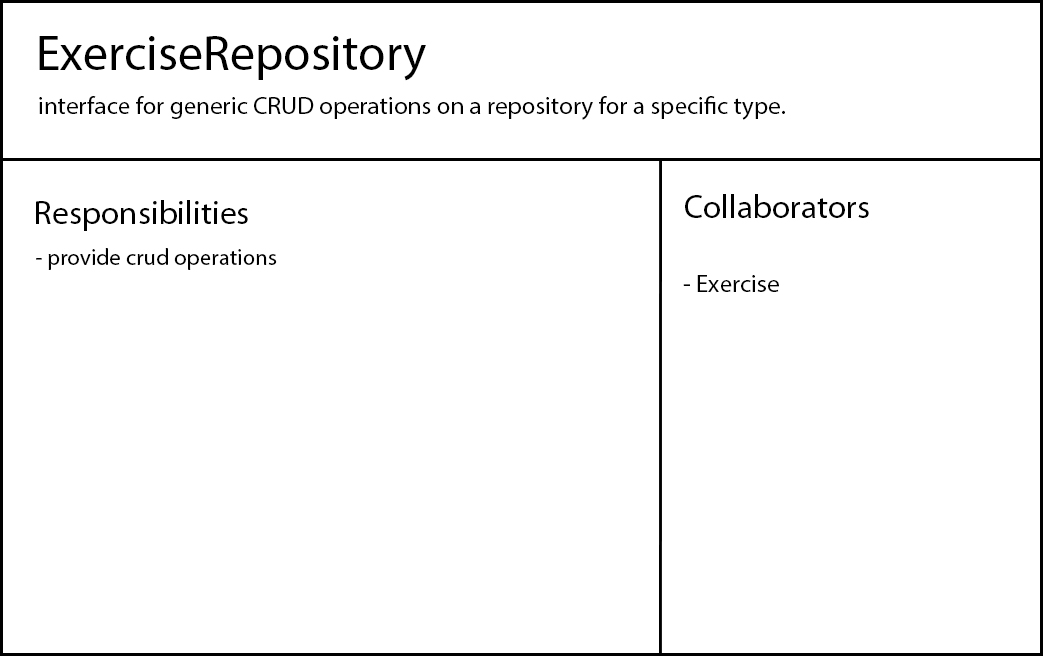 ExerciseRepository
interface for generic CRUD operations on a repository for a specific type.
Responsibilities
- provide crud operations
Collaborators
- Exercise